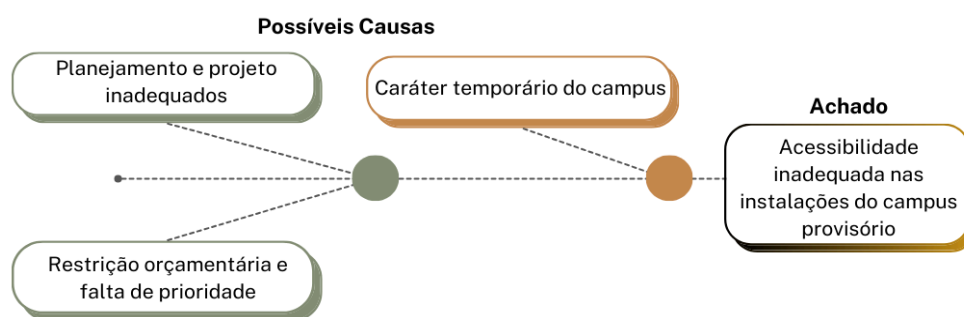 Possíveis Causas
Planejamento e projeto
inadequados
Caráter temporário do campus
Achado
Acessibilidade
inadequada nas
instalações do campus
provisório
Restrição orçamentária e
falta de prioridade